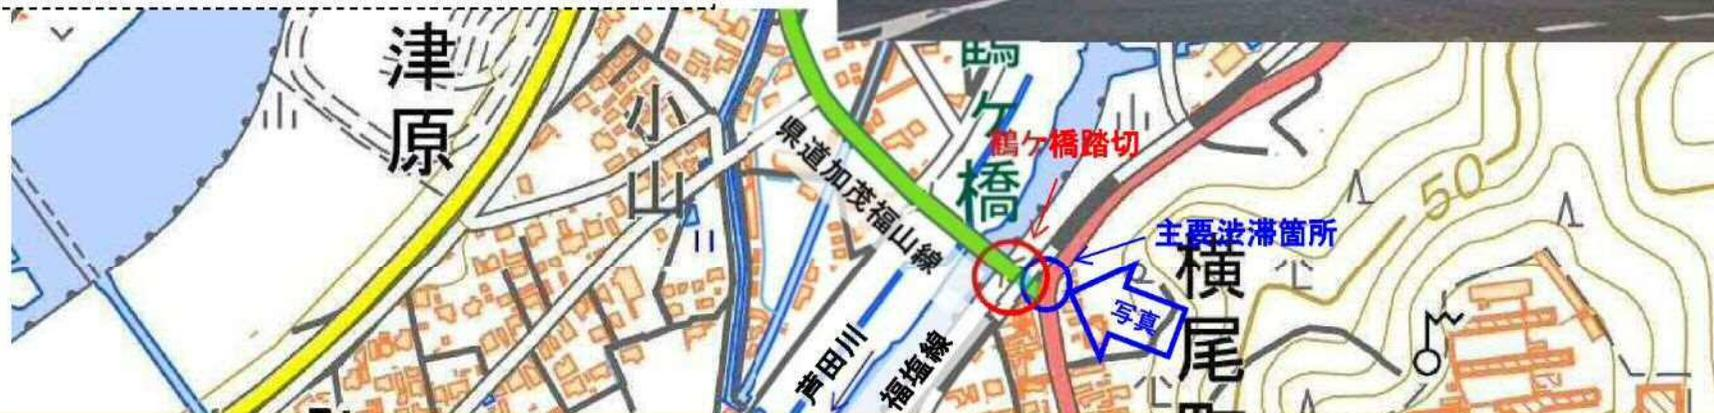 津原
小山
鶴ケ橋
鶴ケ橋踏切
県道加茂福山線
主要渋滞箇所
横尾
写真
50
芦田川
福塩線